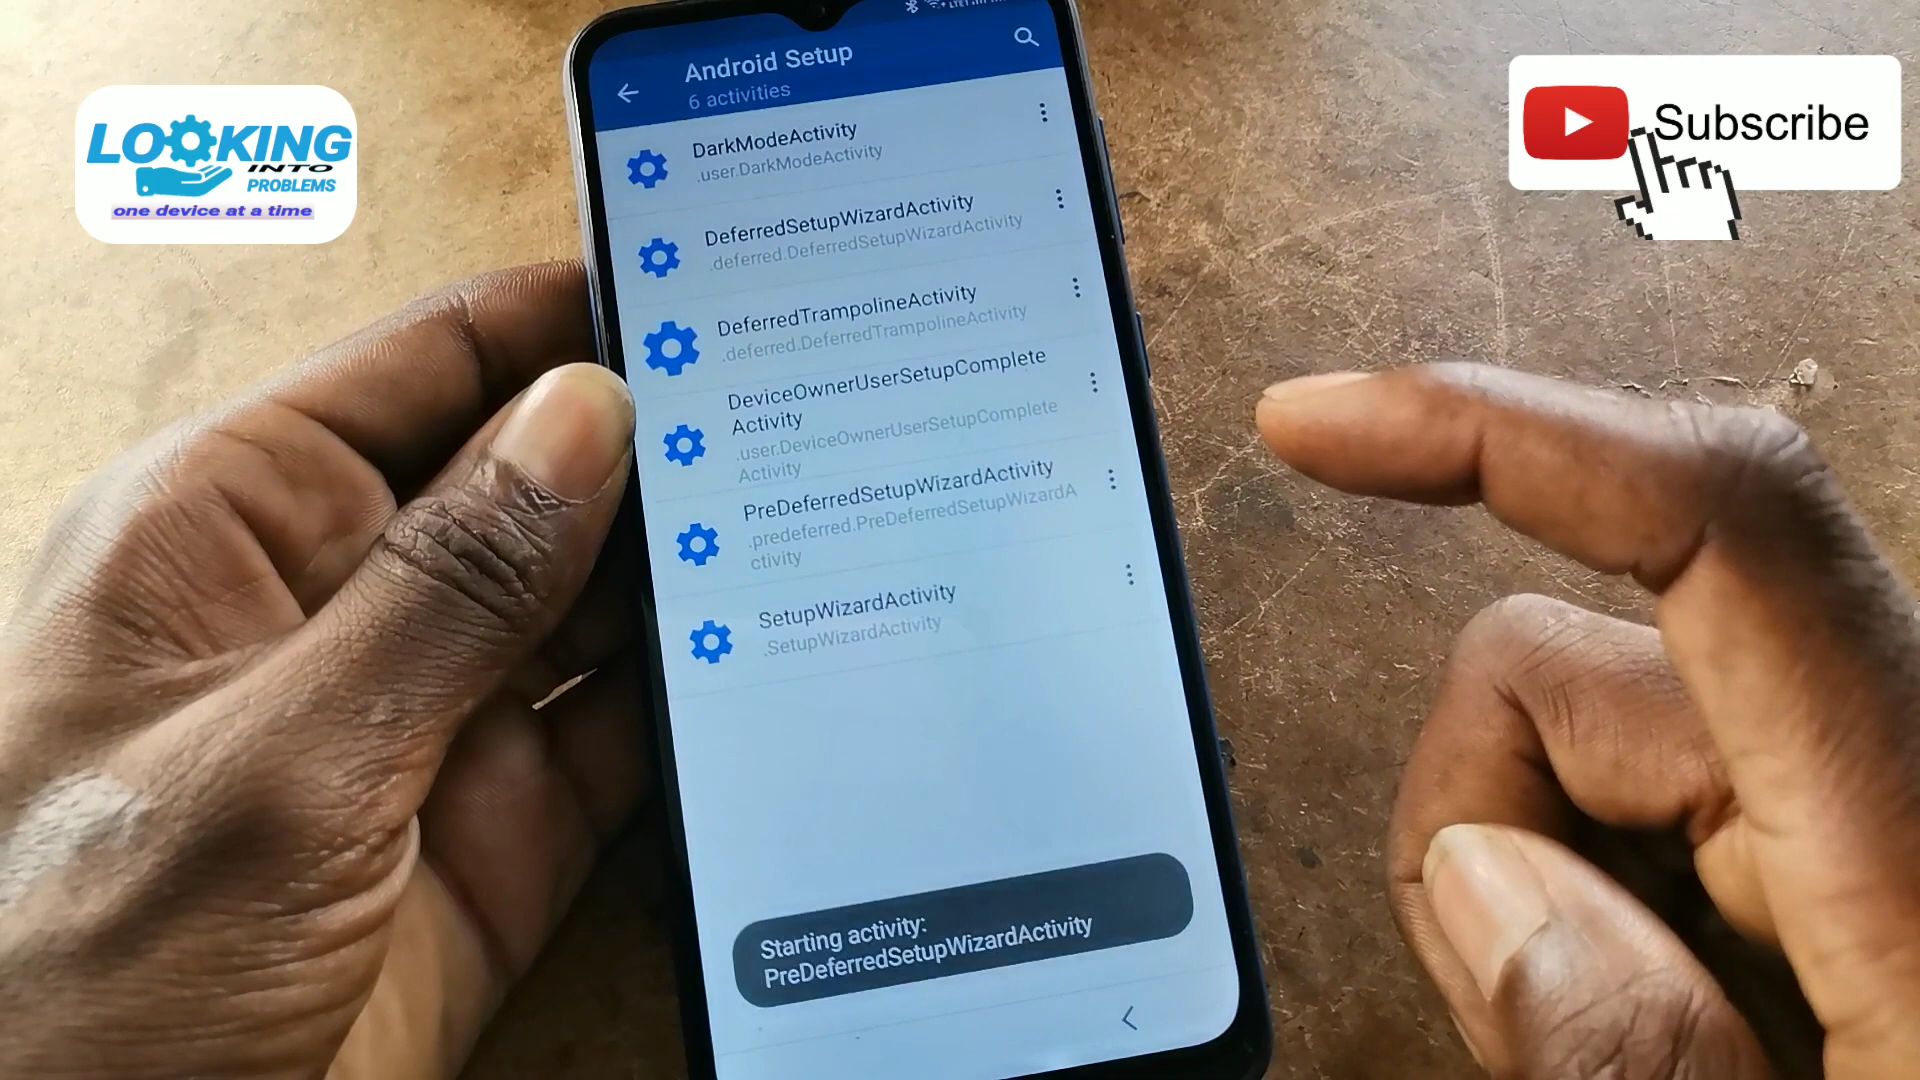 LOOKING
INTO
PROBLEMS
one device at a time
Subscribe
Android Setup
6 activities
DarkModeActivity
.user.DarkModeActivity
DeferredSetupWizardActivity
.deferred.DeferredSetupWizardActivity
DeferredTrampolineActivity
.deferred.DeferredTrampolineActivity
DeviceOwnerUserSetupComplete
Activity
.user.DeviceOwnerUserSetupComplete
Activity
PreDeferredSetupWizardActivity
.predeferred.PreDeferredSetupWizardA
ctivity
SetupWizardActivity
.SetupWizardActivity
Starting activity:
PreDeferredSetupWizardActivity